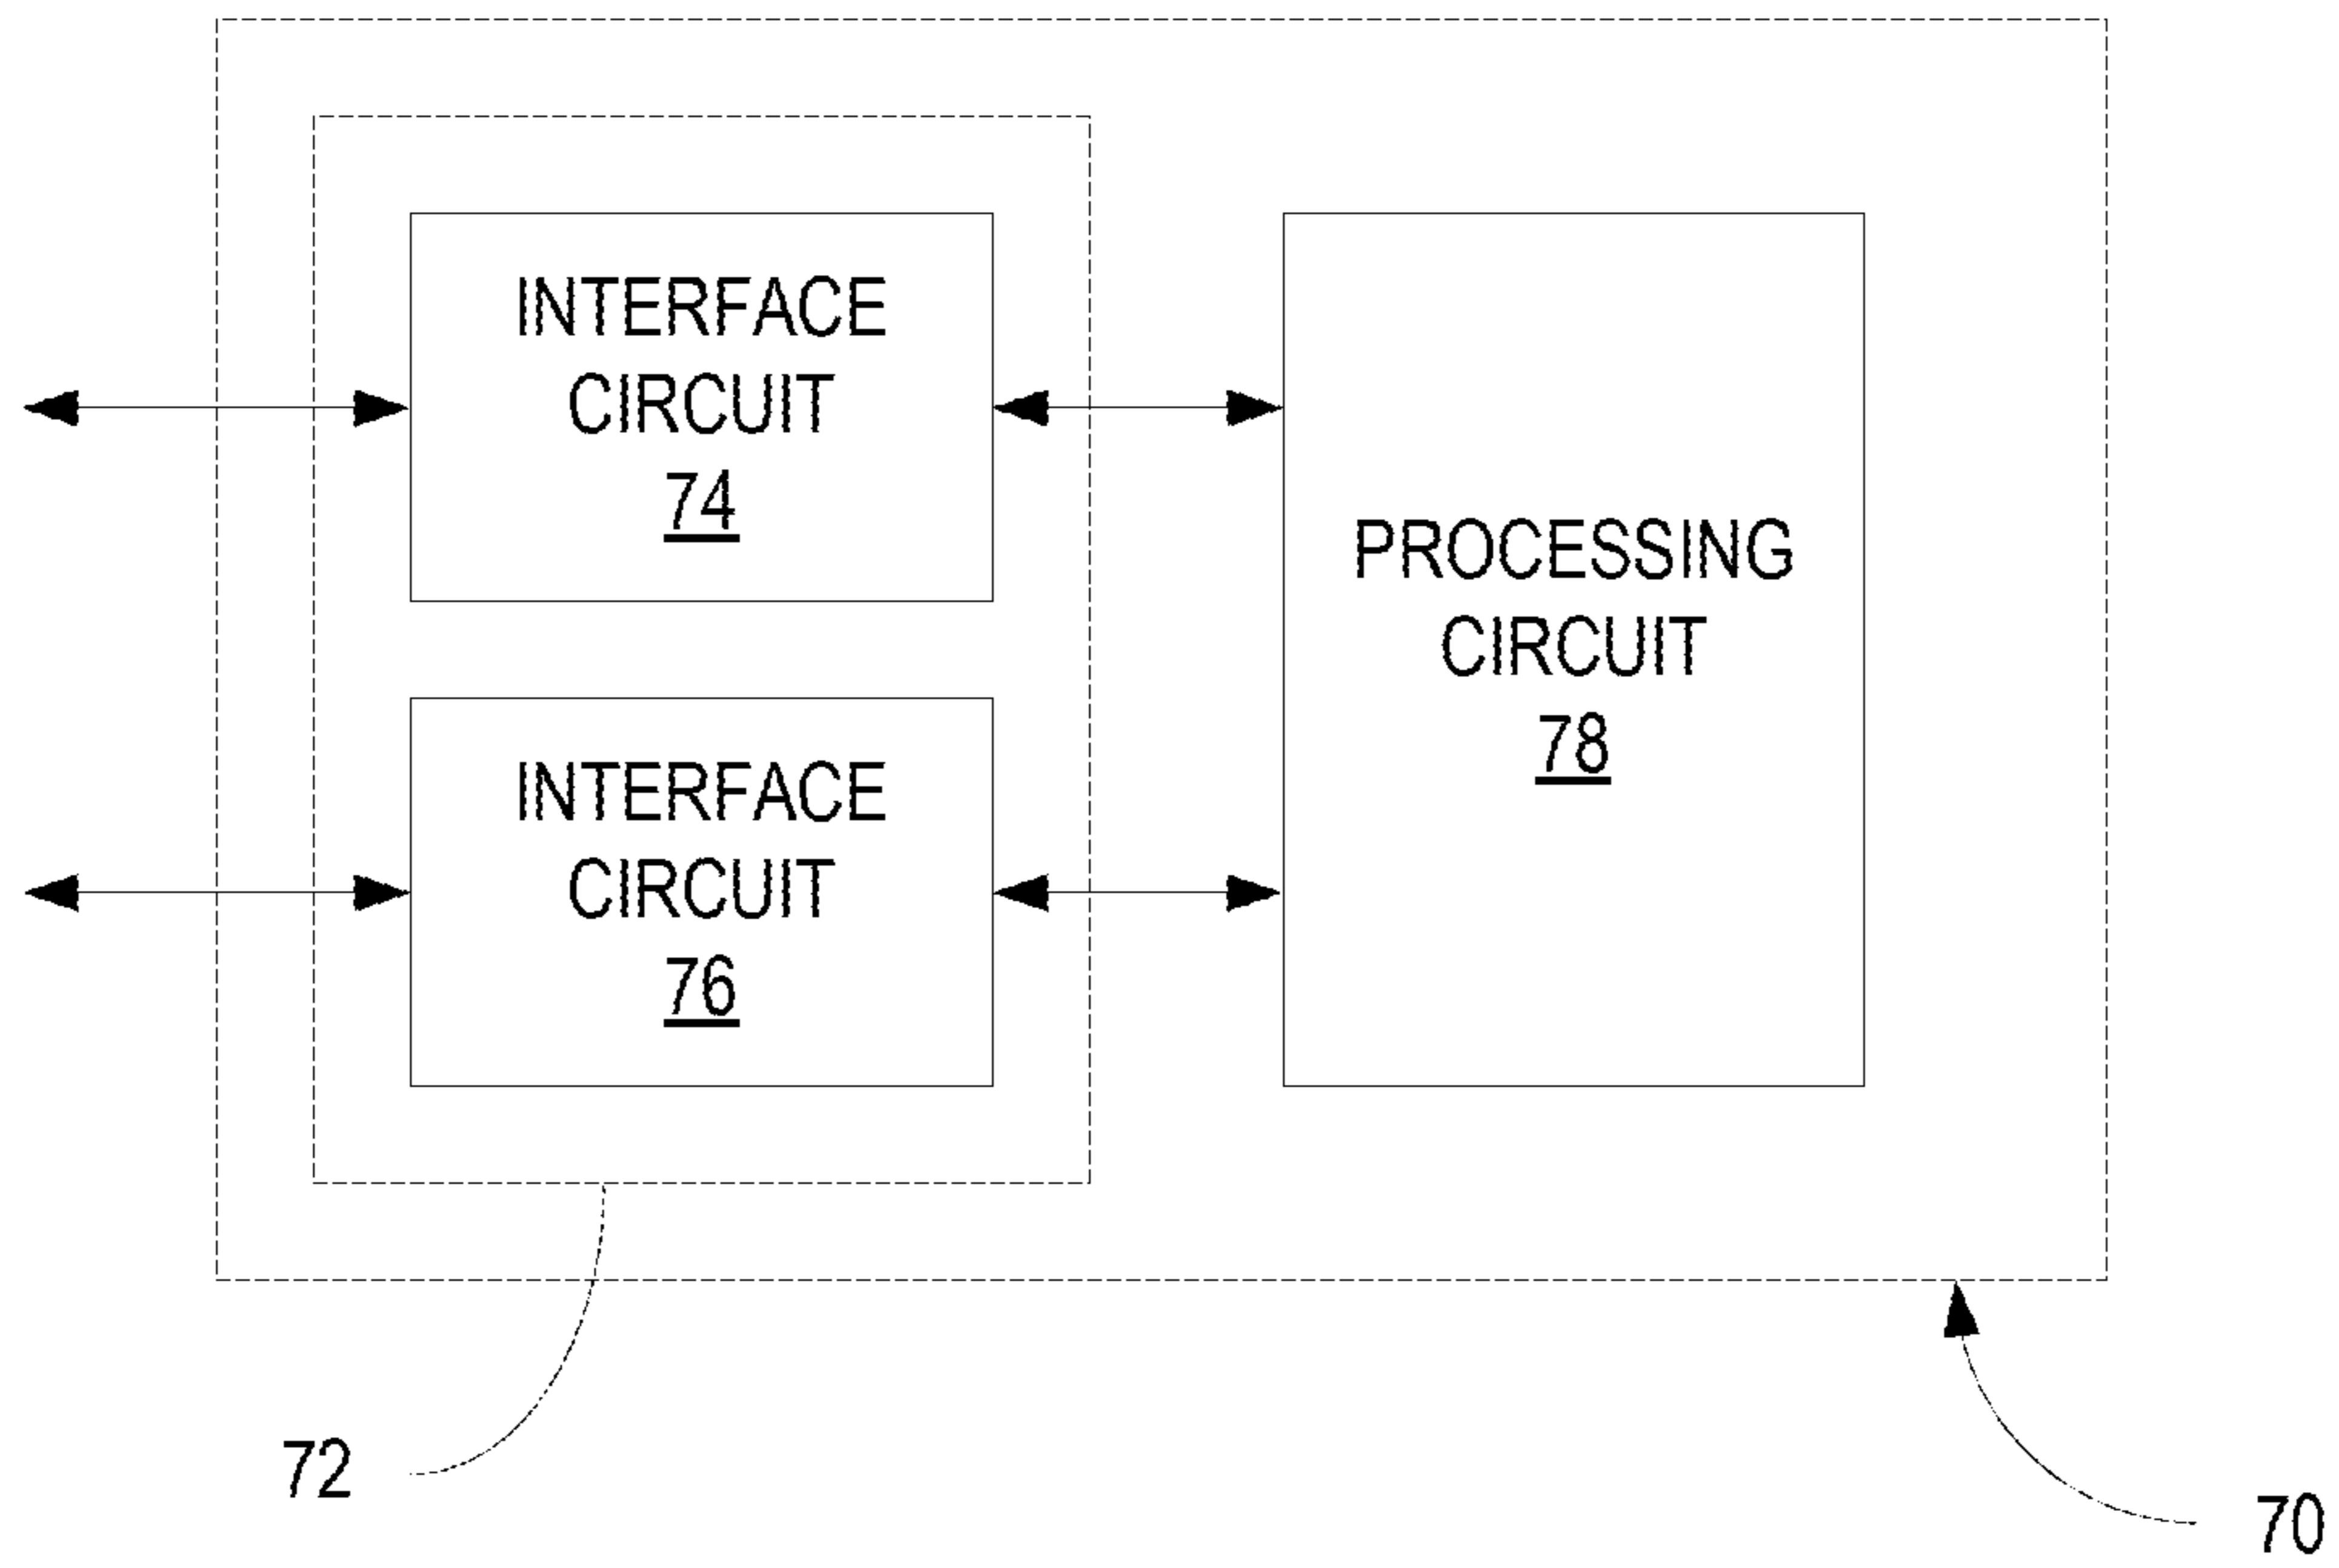 INTERFACE
CIRCUIT
74
PROCESSING
CIRCUIT
78
INTERFACE
CIRCUIT
76
72
70